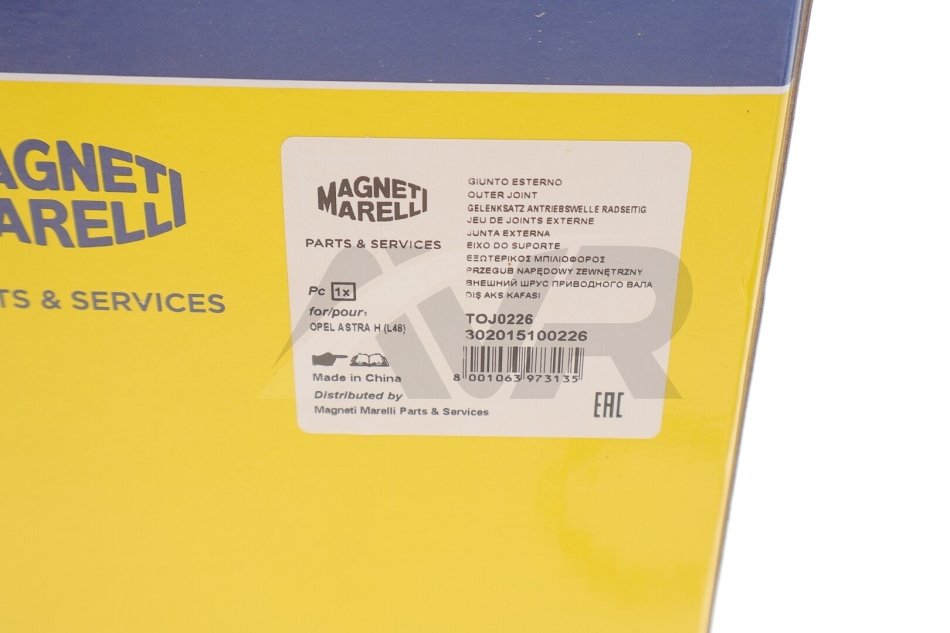 MAGNETI
MARELLI
PARTS & SERVICES
MAGNETI
MARELLI
PARTS & SERVICES
Pc 1x
for/pour:
OPEL ASTRA H (L48)
Made in China
Distributed by
Magneti Marelli Parts & Services
GIUNTO ESTERNO
OUTER JOINT
GELENKSATZ ANTRIEBSWELLE RADSEITIG
JEU DE JOINTS EXTERNE
JUNTA EXTERNA
EIXO DO SUPORTE
ΕΞΩΤΕΡΙΚΟΣ ΜΠΙΛΙΟΦΟΡΟΣ
PRZEGUB NAPĘDOWY ZEWNĘTRZNY
ВНЕШНИЙ ШРУС ПРИВОДНОГО ВАЛА
DIŞ AKS KAFASI
TOJ0226
302015100226
8 001063 973135
EAC
AVR